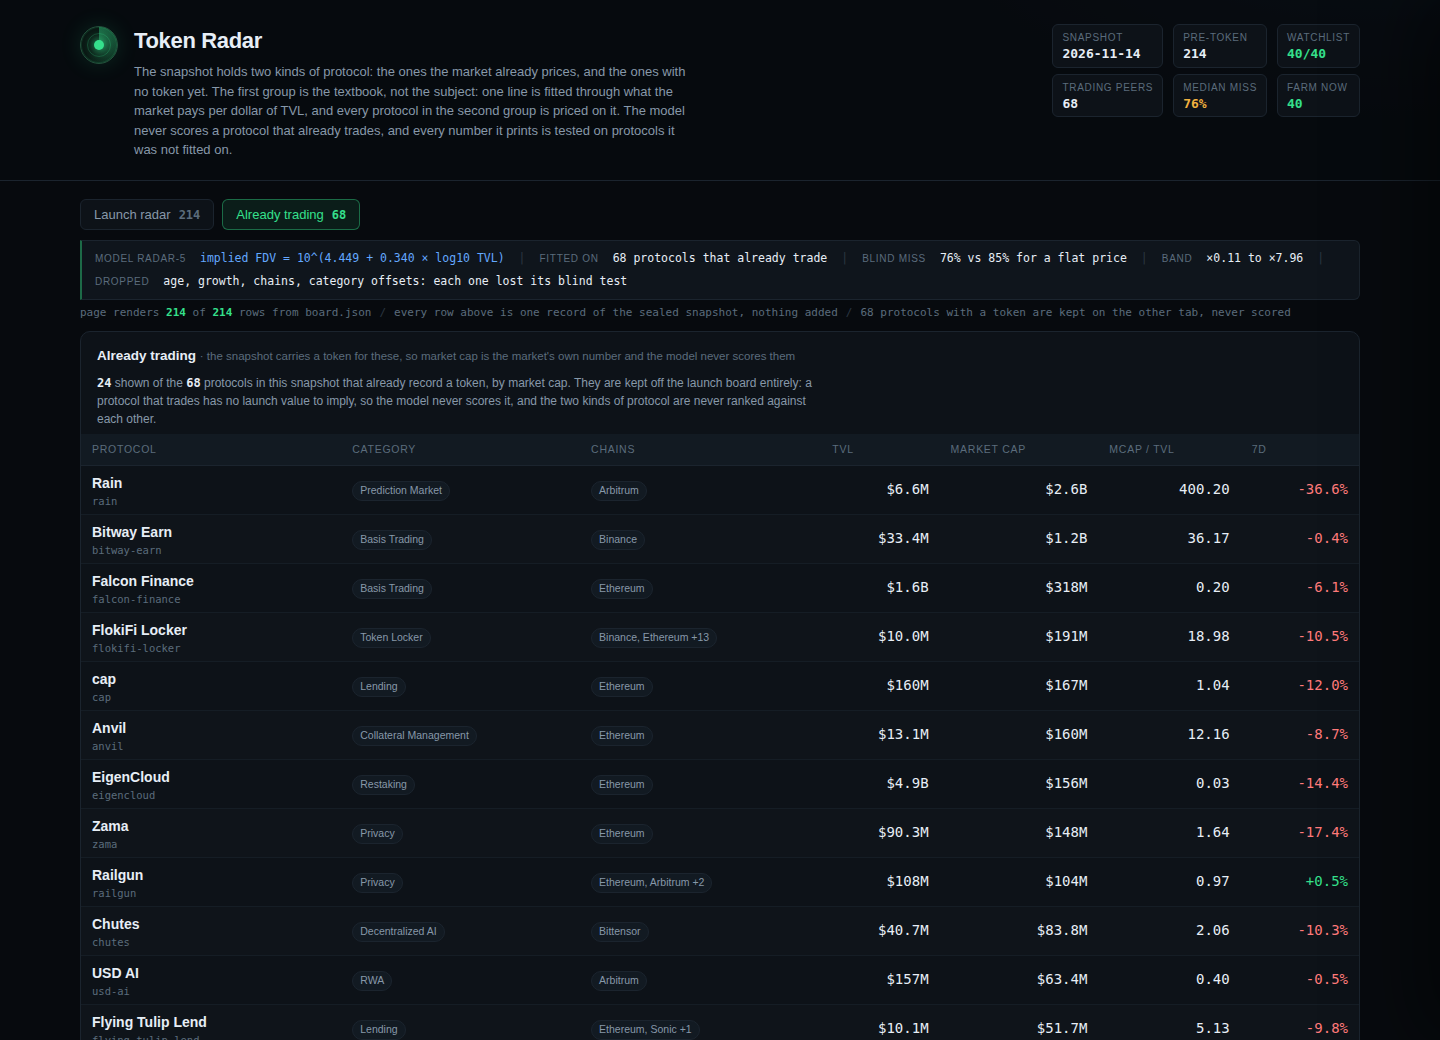 Token Radar
The snapshot holds two kinds of protocol: the ones the market already prices, and the ones with
no token yet. The first group is the textbook, not the subject: one line is fitted through what the
market pays per dollar of TVL, and every protocol in the second group is priced on it. The model
never scores a protocol that already trades, and every number it prints is tested on protocols it
was not fitted on.
SNAPSHOT PRE-TOKEN WATCHLIST
2026-11-14 214 40/40
TRADING PEERS MEDIAN MISS FARM NOW
68 76% 40
Launch radar 214 Already trading 68
MODEL RADAR-5 implied FDV = 10^(4.449 + 0.340 × log10 TVL) | FITTED ON 68 protocols that already trade | BLIND MISS 76% vs 85% for a flat price | BAND ×0.11 to ×7.96 |
DROPPED age, growth, chains, category offsets: each one lost its blind test
page renders 214 of 214 rows from board.json / every row above is one record of the sealed snapshot, nothing added / 68 protocols with a token are kept on the other tab, never scored
Already trading · the snapshot carries a token for these, so market cap is the market's own number and the model never scores them
24 shown of the 68 protocols in this snapshot that already record a token, by market cap. They are kept off the launch board entirely: a
protocol that trades has no launch value to imply, so the model never scores it, and the two kinds of protocol are never ranked against
each other.
PROTOCOL CATEGORY CHAINS TVL MARKET CAP MCAP / TVL 7D
Rain Prediction Market Arbitrum $6.6M $2.6B 400.20 -36.6%
rain
Bitway Earn Basis Trading Binance $33.4M $1.2B 36.17 -0.4%
bitway-earn
Falcon Finance Basis Trading Ethereum $1.6B $318M 0.20 -6.1%
falcon-finance
FlokiFi Locker Token Locker Binance, Ethereum +13 $10.0M $191M 18.98 -10.5%
flokifi-locker
cap Lending Ethereum $160M $167M 1.04 -12.0%
cap
Anvil Collateral Management Ethereum $13.1M $160M 12.16 -8.7%
anvil
EigenCloud Restaking Ethereum $4.9B $156M 0.03 -14.4%
eigencloud
Zama Privacy Ethereum $90.3M $148M 1.64 -17.4%
zama
Railgun Privacy Ethereum, Arbitrum +2 $108M $104M 0.97 +0.5%
railgun
Chutes Decentralized AI Bittensor $40.7M $83.8M 2.06 -10.3%
chutes
USD AI RWA Arbitrum $157M $63.4M 0.40 -0.5%
usd-ai
Flying Tulip Lend Lending Ethereum, Sonic +1 $10.1M $51.7M 5.13 -9.8%
flying-tulip-lend